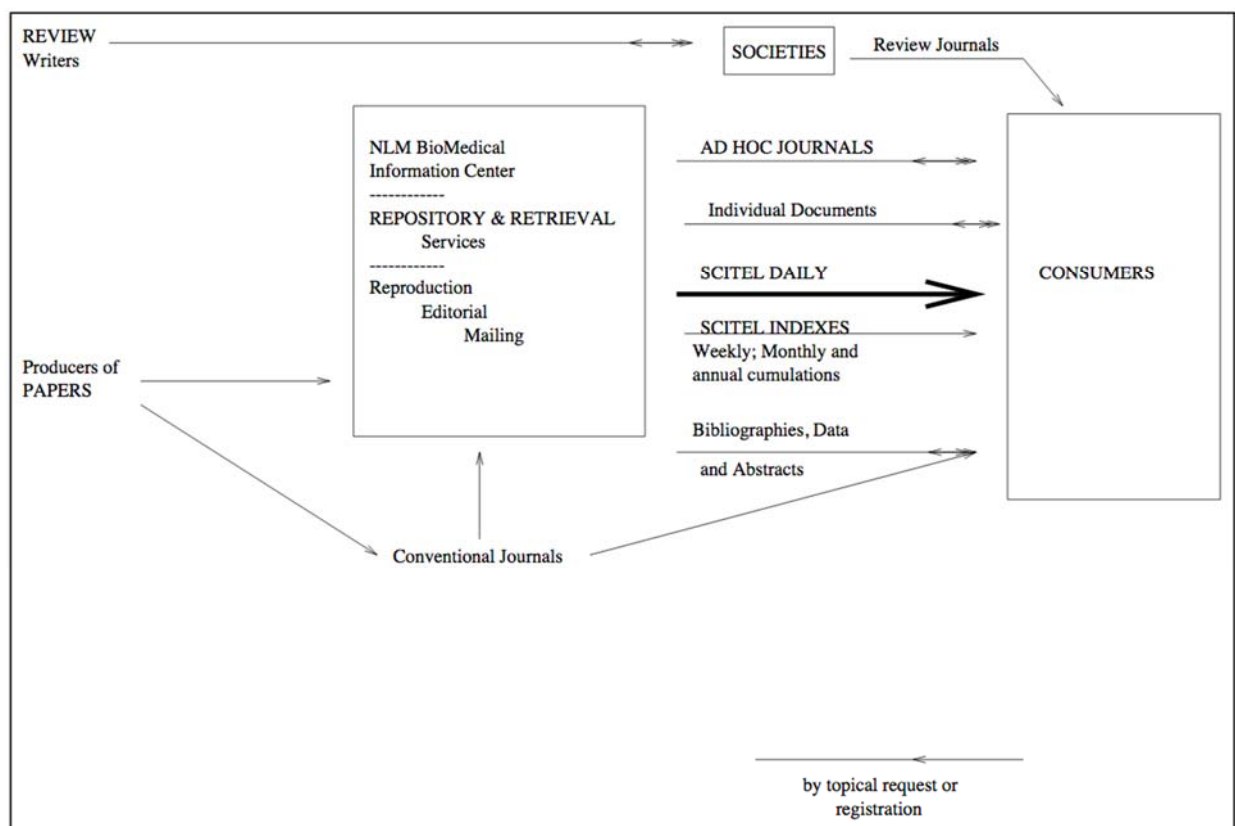 REVIEW
Writers
SOCIETIES
Review Journals
NLM BioMedical
Information Center
------------
REPOSITORY & RETRIEVAL
Services
------------
Reproduction
Editorial
Mailing
AD HOC JOURNALS
Individual Documents
SCITEL DAILY
SCITEL INDEXES
Weekly; Monthly and
annual cumulations
Bibliographies, Data
and Abstracts
CONSUMERS
Producers of
PAPERS
Conventional Journals
by topical request or
registration